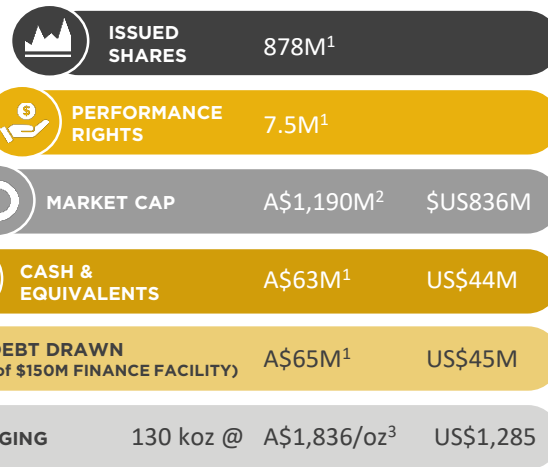 ISSUED
SHARES 878M¹
$
PERFORMANCE
RIGHTS 7.5M¹
MARKET CAP A$1,190M² $US836M
CASH &
EQUIVALENTS A$63M¹ US$44M
DEBT DRAWN
of $150M FINANCE FACILITY) A$65M¹ US$45M
GING 130 koz @ A$1,836/oz³ US$1,285